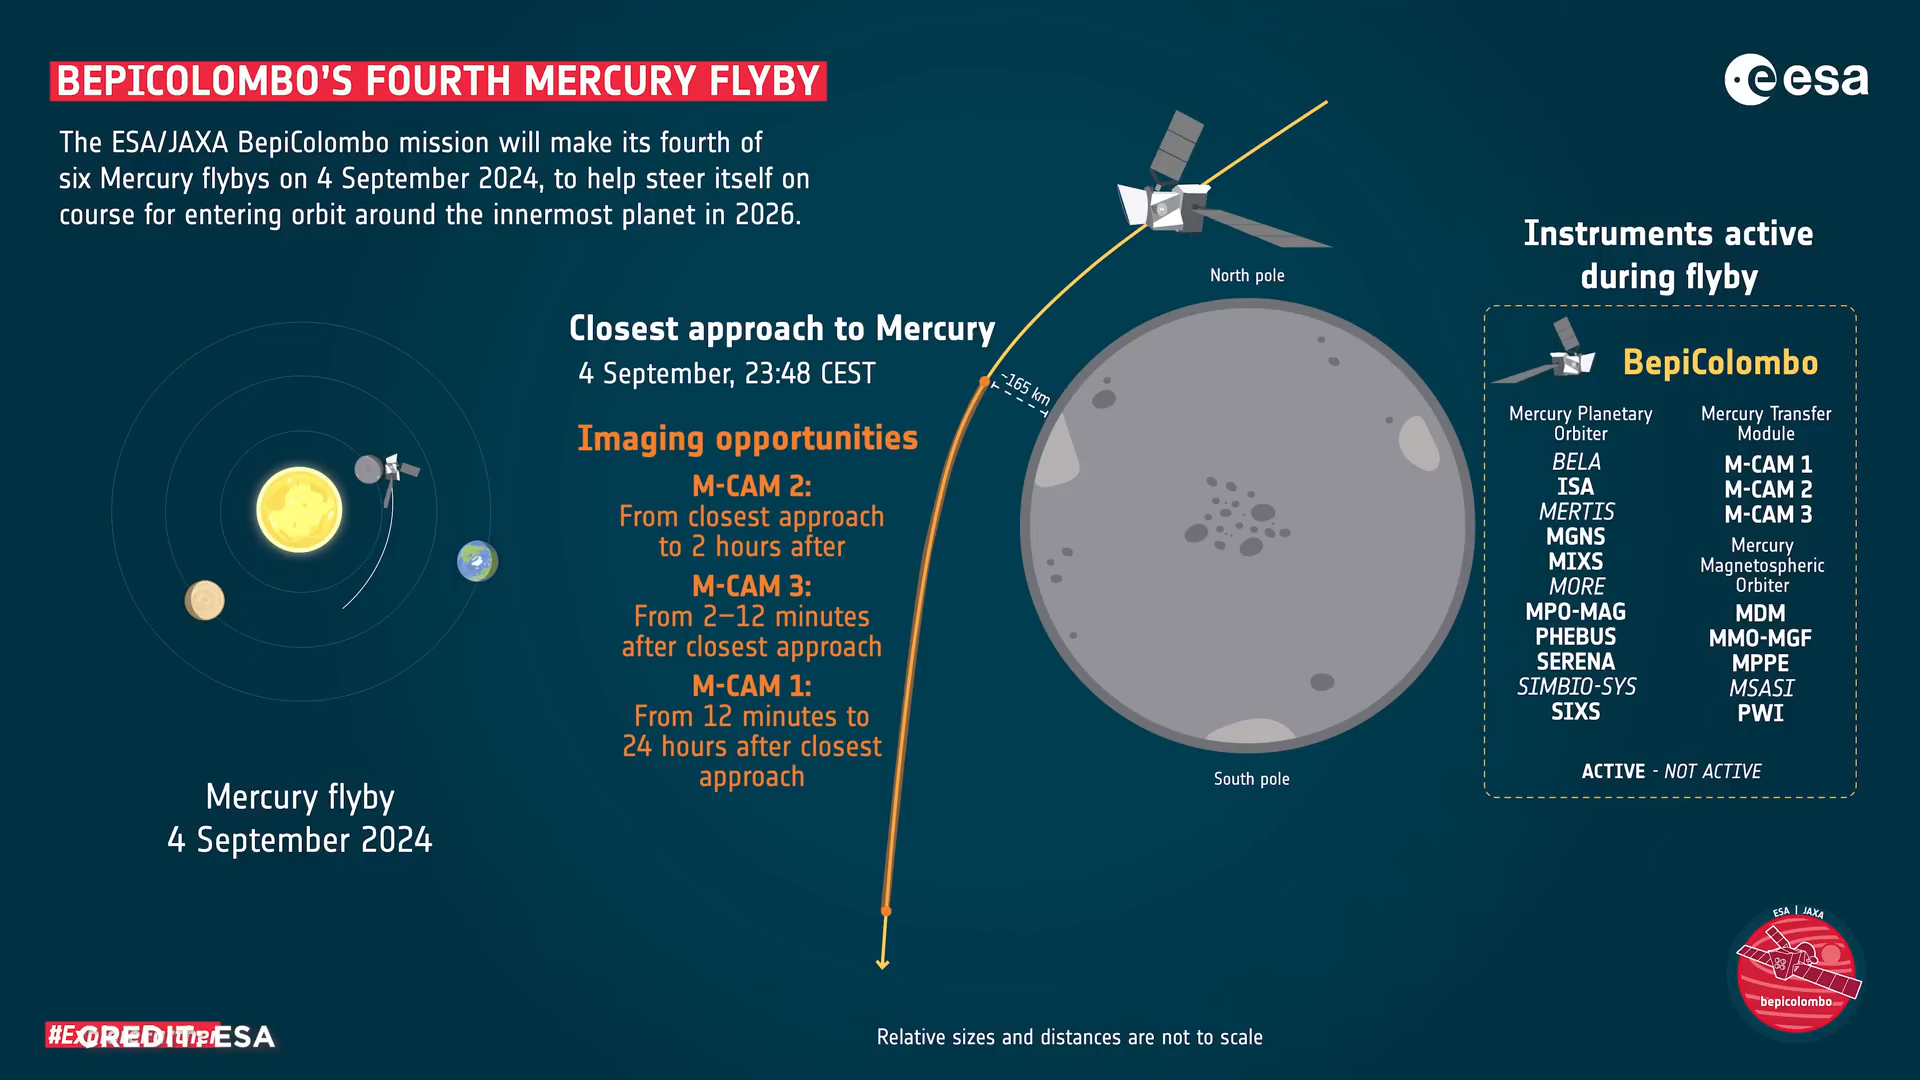 BEPICOLOMBO'S FOURTH MERCURY FLYBY
The ESA/JAXA BepiColombo mission will make its fourth of
six Mercury flybys on 4 September 2024, to help steer itself on
course for entering orbit around the innermost planet in 2026.
esa
Closest approach to Mercury
4 September, 23:48 CEST
~165 km
Imaging opportunities
M-CAM 2:
From closest approach
to 2 hours after
M-CAM 3:
From 2–12 minutes
after closest approach
M-CAM 1:
From 12 minutes to
24 hours after closest
approach
North pole
South pole
Mercury flyby
4 September 2024
Instruments active
during flyby
BepiColombo
Mercury Planetary
Orbiter
BELA
ISA
MERTIS
MGNS
MIXS
MORE
MPO-MAG
PHEBUS
SERENA
SIMBIO-SYS
SIXS
Mercury Transfer
Module
M-CAM 1
M-CAM 2
M-CAM 3
Mercury
Magnetospheric
Orbiter
MDM
MMO-MGF
MPPE
MSASI
PWI
ACTIVE - NOT ACTIVE
ESA | JAXA
bepicolombo
CREDIT: ESA
Relative sizes and distances are not to scale